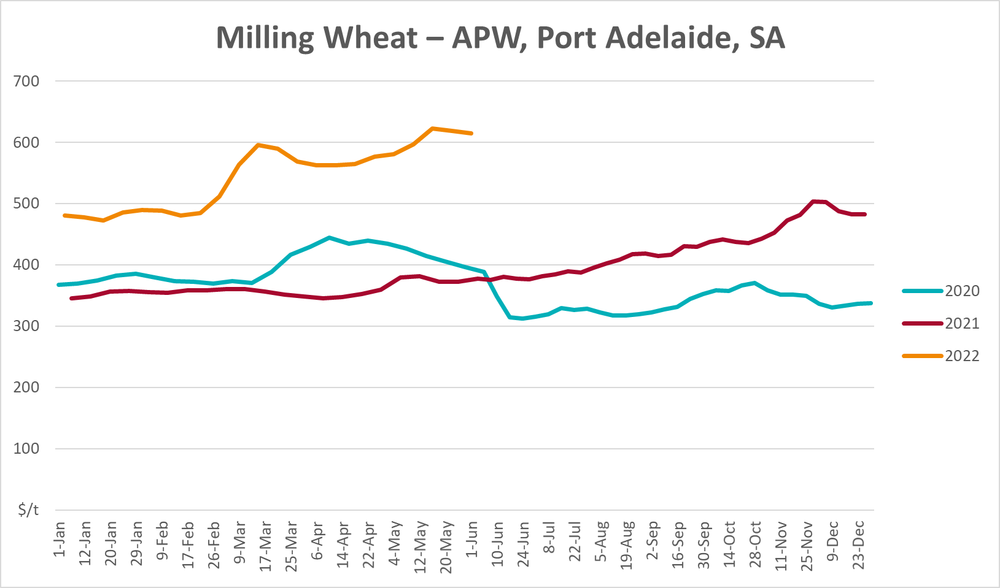 Milling Wheat – APW, Port Adelaide, SA
700
600
500
400
300
200
100
$/t
1-Jan
12-Jan
20-Jan
29-Jan
9-Feb
17-Feb
26-Feb
9-Mar
17-Mar
25-Mar
6-Apr
14-Apr
22-Apr
4-May
12-May
20-May
1-Jun
10-Jun
24-Jun
8-Jul
22-Jul
5-Aug
19-Aug
2-Sep
16-Sep
30-Sep
14-Oct
28-Oct
11-Nov
25-Nov
9-Dec
23-Dec
2020
2021
2022